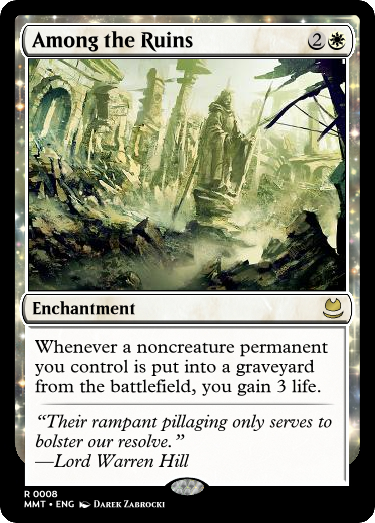 Among the Ruins 2
Enchantment
Whenever a noncreature permanent
you control is put into a graveyard
from the battlefield, you gain 3 life.
“Their rampant pillaging only serves to
bolster our resolve.”
—Lord Warren Hill
R 0008
MMT • ENG Darek Zabrocki